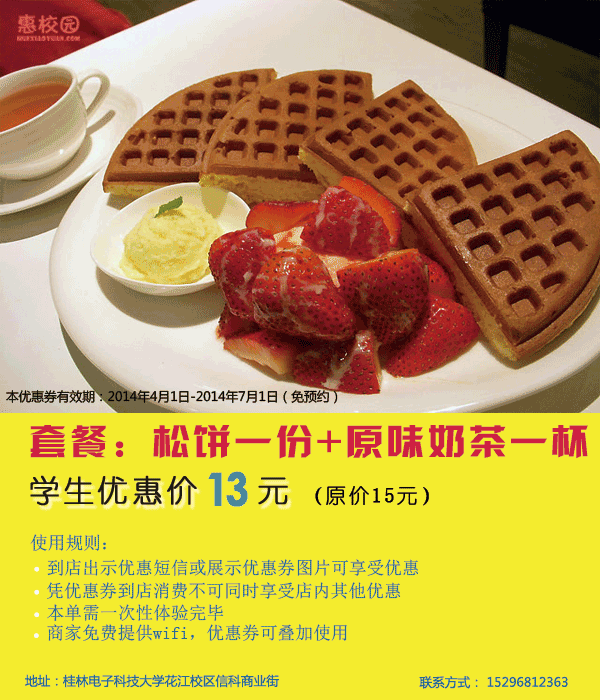 惠校园
HUIXIAOYUAN.COM
本优惠券有效期：2014年4月1日-2014年7月1日（免预约）
套餐：松饼一份+原味奶茶一杯
学生优惠价 13 元 （原价15元）
使用规则：
到店出示优惠短信或展示优惠券图片可享受优惠
凭优惠券到店消费不可同时享受店内其他优惠
本单需一次性体验完毕
商家免费提供wifi，优惠券可叠加使用
地址：桂林电子科技大学花江校区信科商业街
联系方式： 15296812363